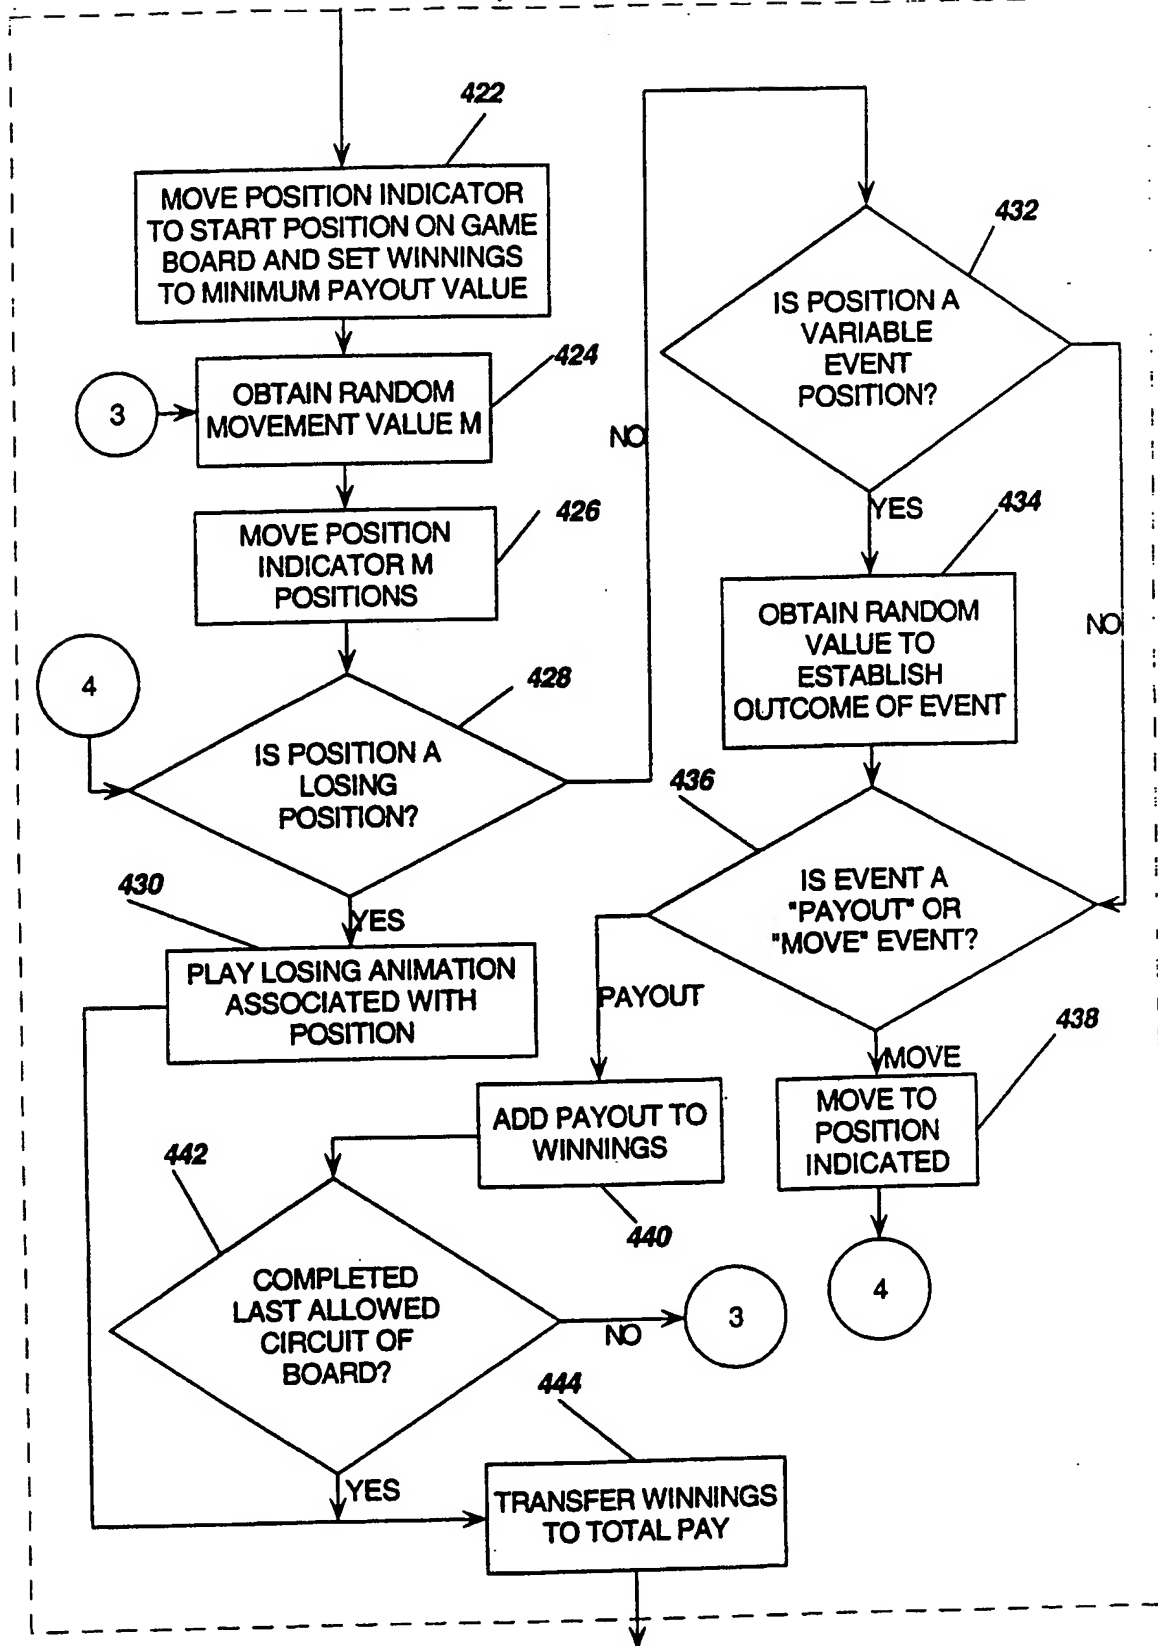 422
MOVE POSITION INDICATOR
TO START POSITION ON GAME
BOARD AND SET WINNINGS
TO MINIMUM PAYOUT VALUE
424
3
OBTAIN RANDOM
MOVEMENT VALUE M
426
MOVE POSITION
INDICATOR M
POSITIONS
4
428
IS POSITION A
LOSING
POSITION?
NO
430
YES
PLAY LOSING ANIMATION
ASSOCIATED WITH
POSITION
432
IS POSITION A
VARIABLE
EVENT
POSITION?
YES
NO
434
OBTAIN RANDOM
VALUE TO
ESTABLISH
OUTCOME OF EVENT
436
IS EVENT A
"PAYOUT" OR
"MOVE" EVENT?
PAYOUT
MOVE
438
MOVE TO
POSITION
INDICATED
4
ADD PAYOUT TO
WINNINGS
440
442
COMPLETED
LAST ALLOWED
CIRCUIT OF
BOARD?
NO
3
YES
444
TRANSFER WINNINGS
TO TOTAL PAY